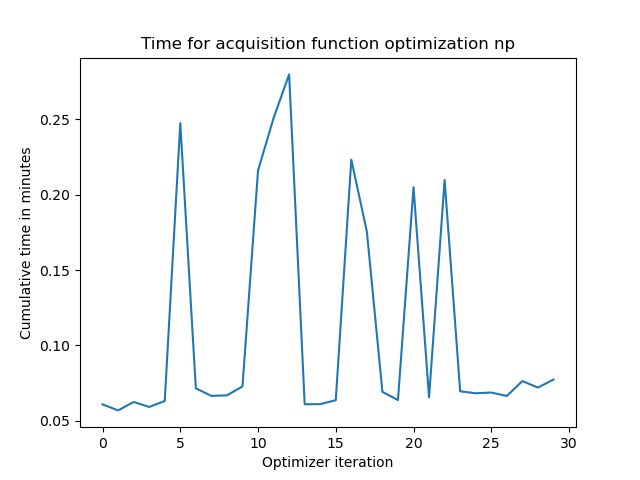 Time for acquisition function optimization np
0.25
0.20
0.15
0.10
0.05
Cumulative time in minutes
0 5 10 15 20 25 30
Optimizer iteration